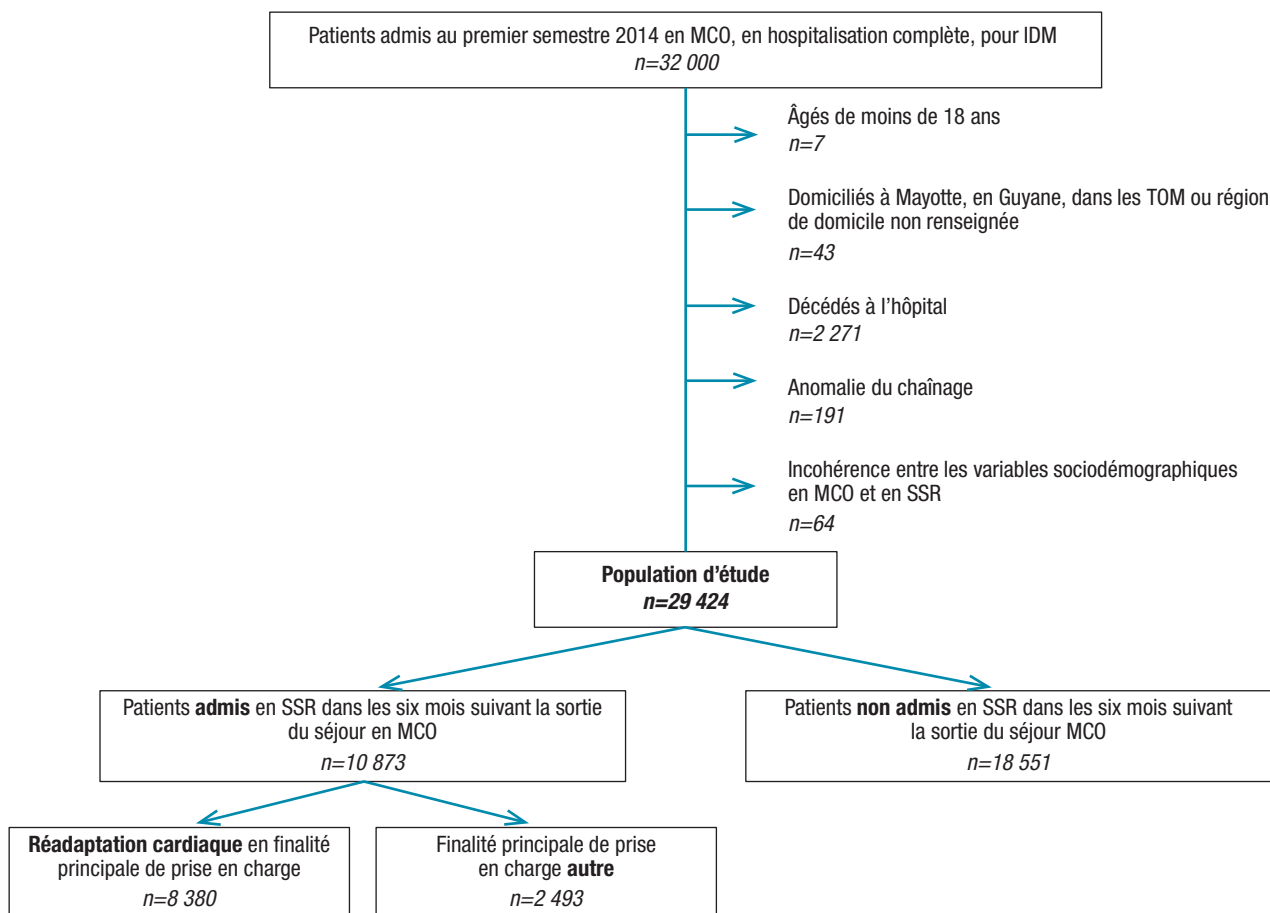 Patients admis au premier semestre 2014 en MCO, en hospitalisation complète, pour IDM
n=32 000
Âgés de moins de 18 ans
n=7
Domiciliés à Mayotte, en Guyane, dans les TOM ou région
de domicile non renseignée
n=43
Décédés à l’hôpital
n=2 271
Anomalie du chaînage
n=191
Incohérence entre les variables sociodémographiques
en MCO et en SSR
n=64
Population d’étude
n=29 424
Patients admis en SSR dans les six mois suivant la sortie
du séjour en MCO
n=10 873
Patients non admis en SSR dans les six mois suivant
la sortie du séjour MCO
n=18 551
Réadaptation cardiaque en finalité
principale de prise en charge
n=8 380
Finalité principale de prise
en charge autre
n=2 493